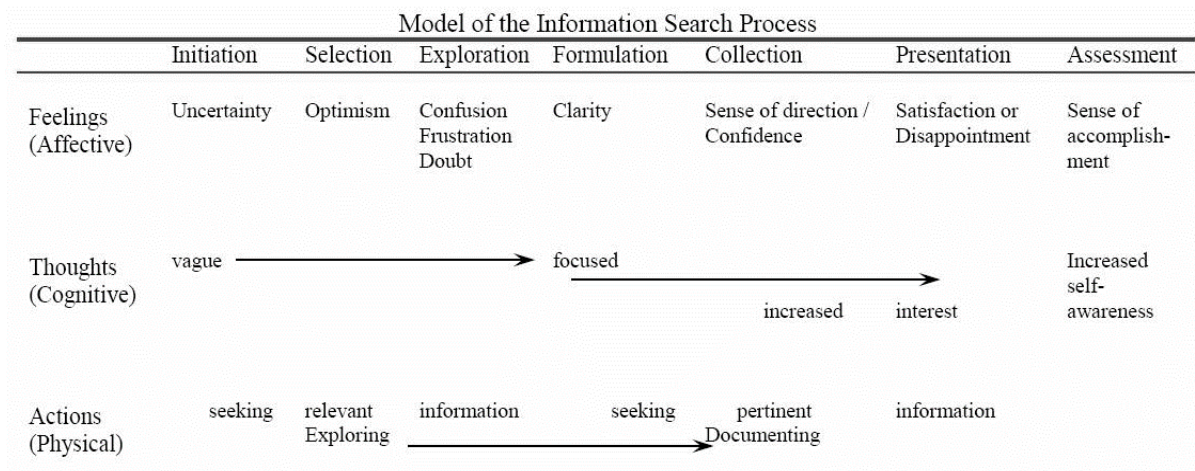 Model of the Information Search Process
Initiation Selection Exploration Formulation Collection Presentation Assessment
Feelings (Affective)
Uncertainty
Optimism
Confusion
Frustration
Doubt
Clarity
Sense of direction /
Confidence
Satisfaction or
Disappointment
Sense of
accomplish-
ment
Thoughts
(Cognitive)
vague
focused
increased interest
Increased
self-
awareness
Actions
(Physical)
seeking relevant information seeking pertinent information
Exploring Documenting